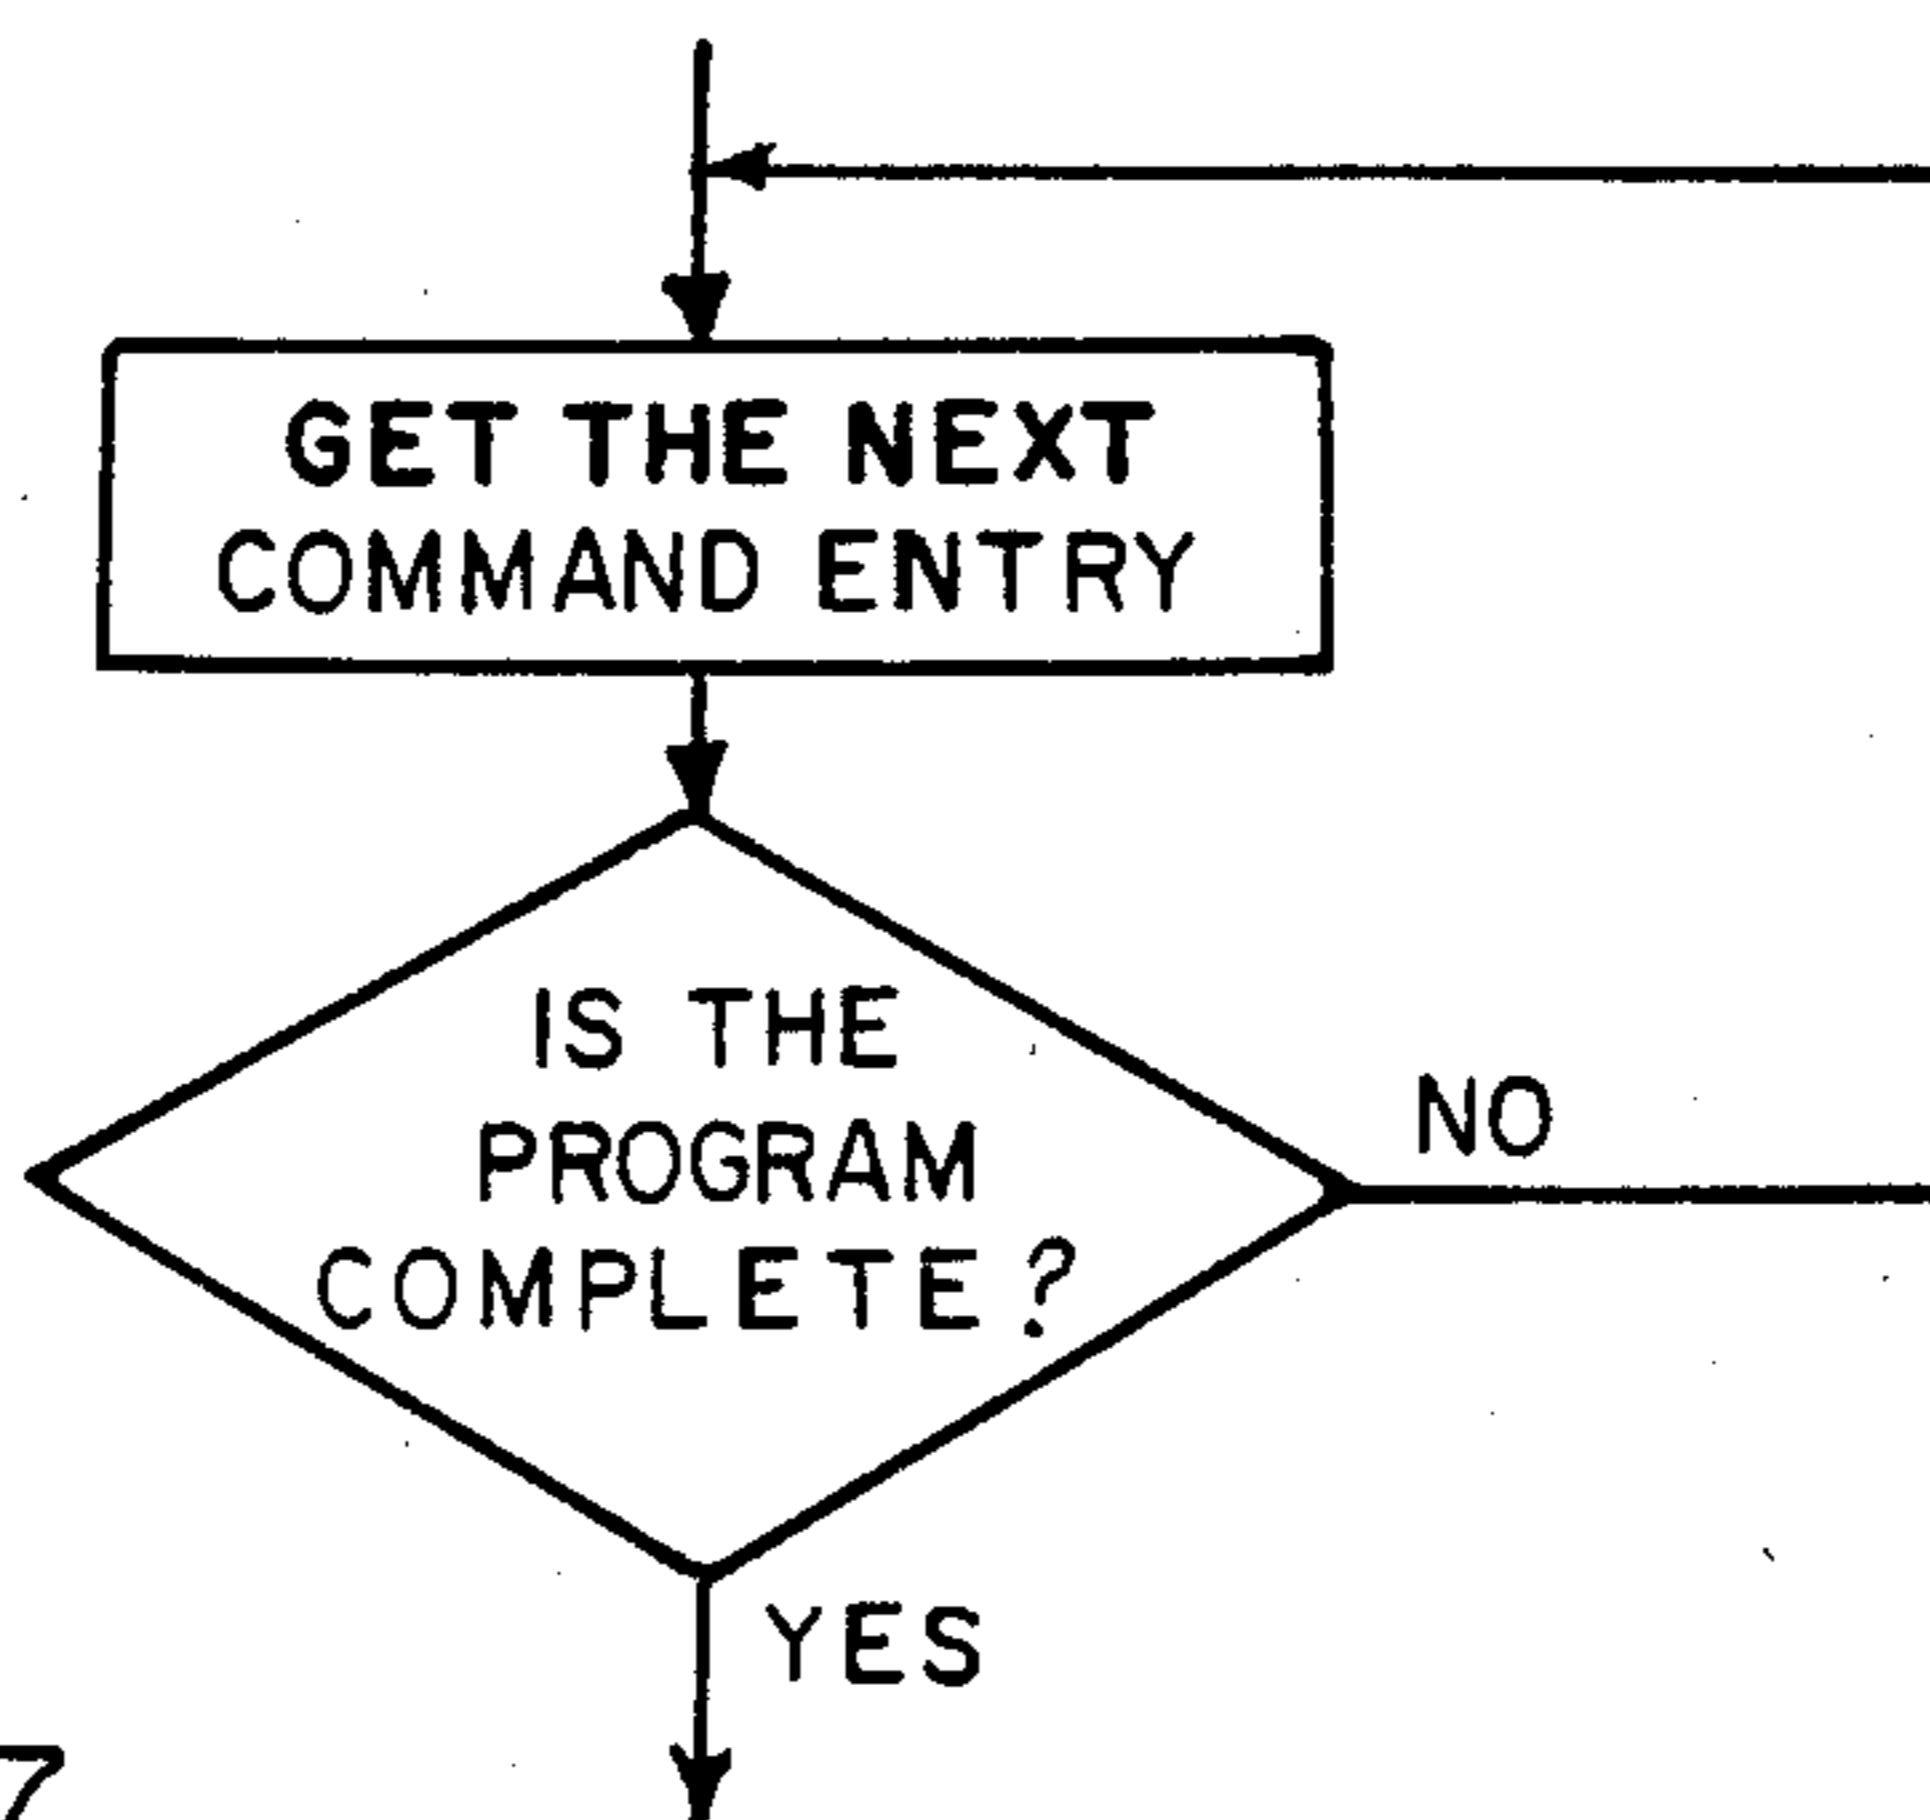 GET THE NEXT
COMMAND ENTRY
IS THE
PROGRAM
COMPLETE?
NO
YES
7